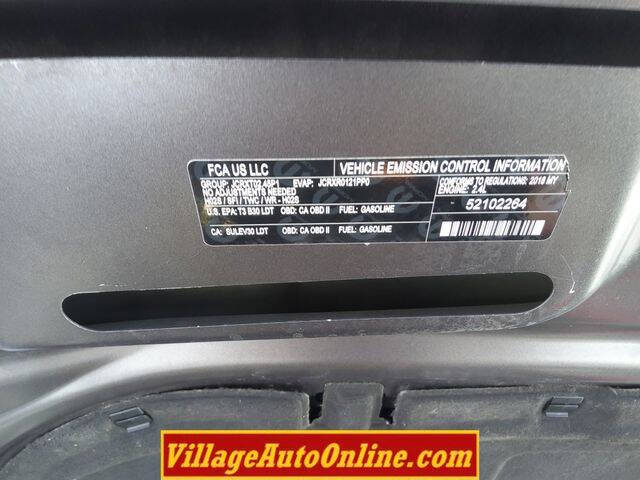 FCA US LLC
VEHICLE EMISSION CONTROL INFORMATION
GROUP: JCRXT02.45P1 EVAP: JCRXR0121PP0
NO ADJUSTMENTS NEEDED
H02S / SFI / TWC / WR - H02S
U.S. EPA: T3 B30 LDT OBD: CA OBD II FUEL: GASOLINE
CA: SULEV30 LDT OBD: CA OBD II FUEL: GASOLINE
CONFORMS TO REGULATIONS: 2018 MY
ENGINE: 2.4L
52102264
VillageAutoOnline.com